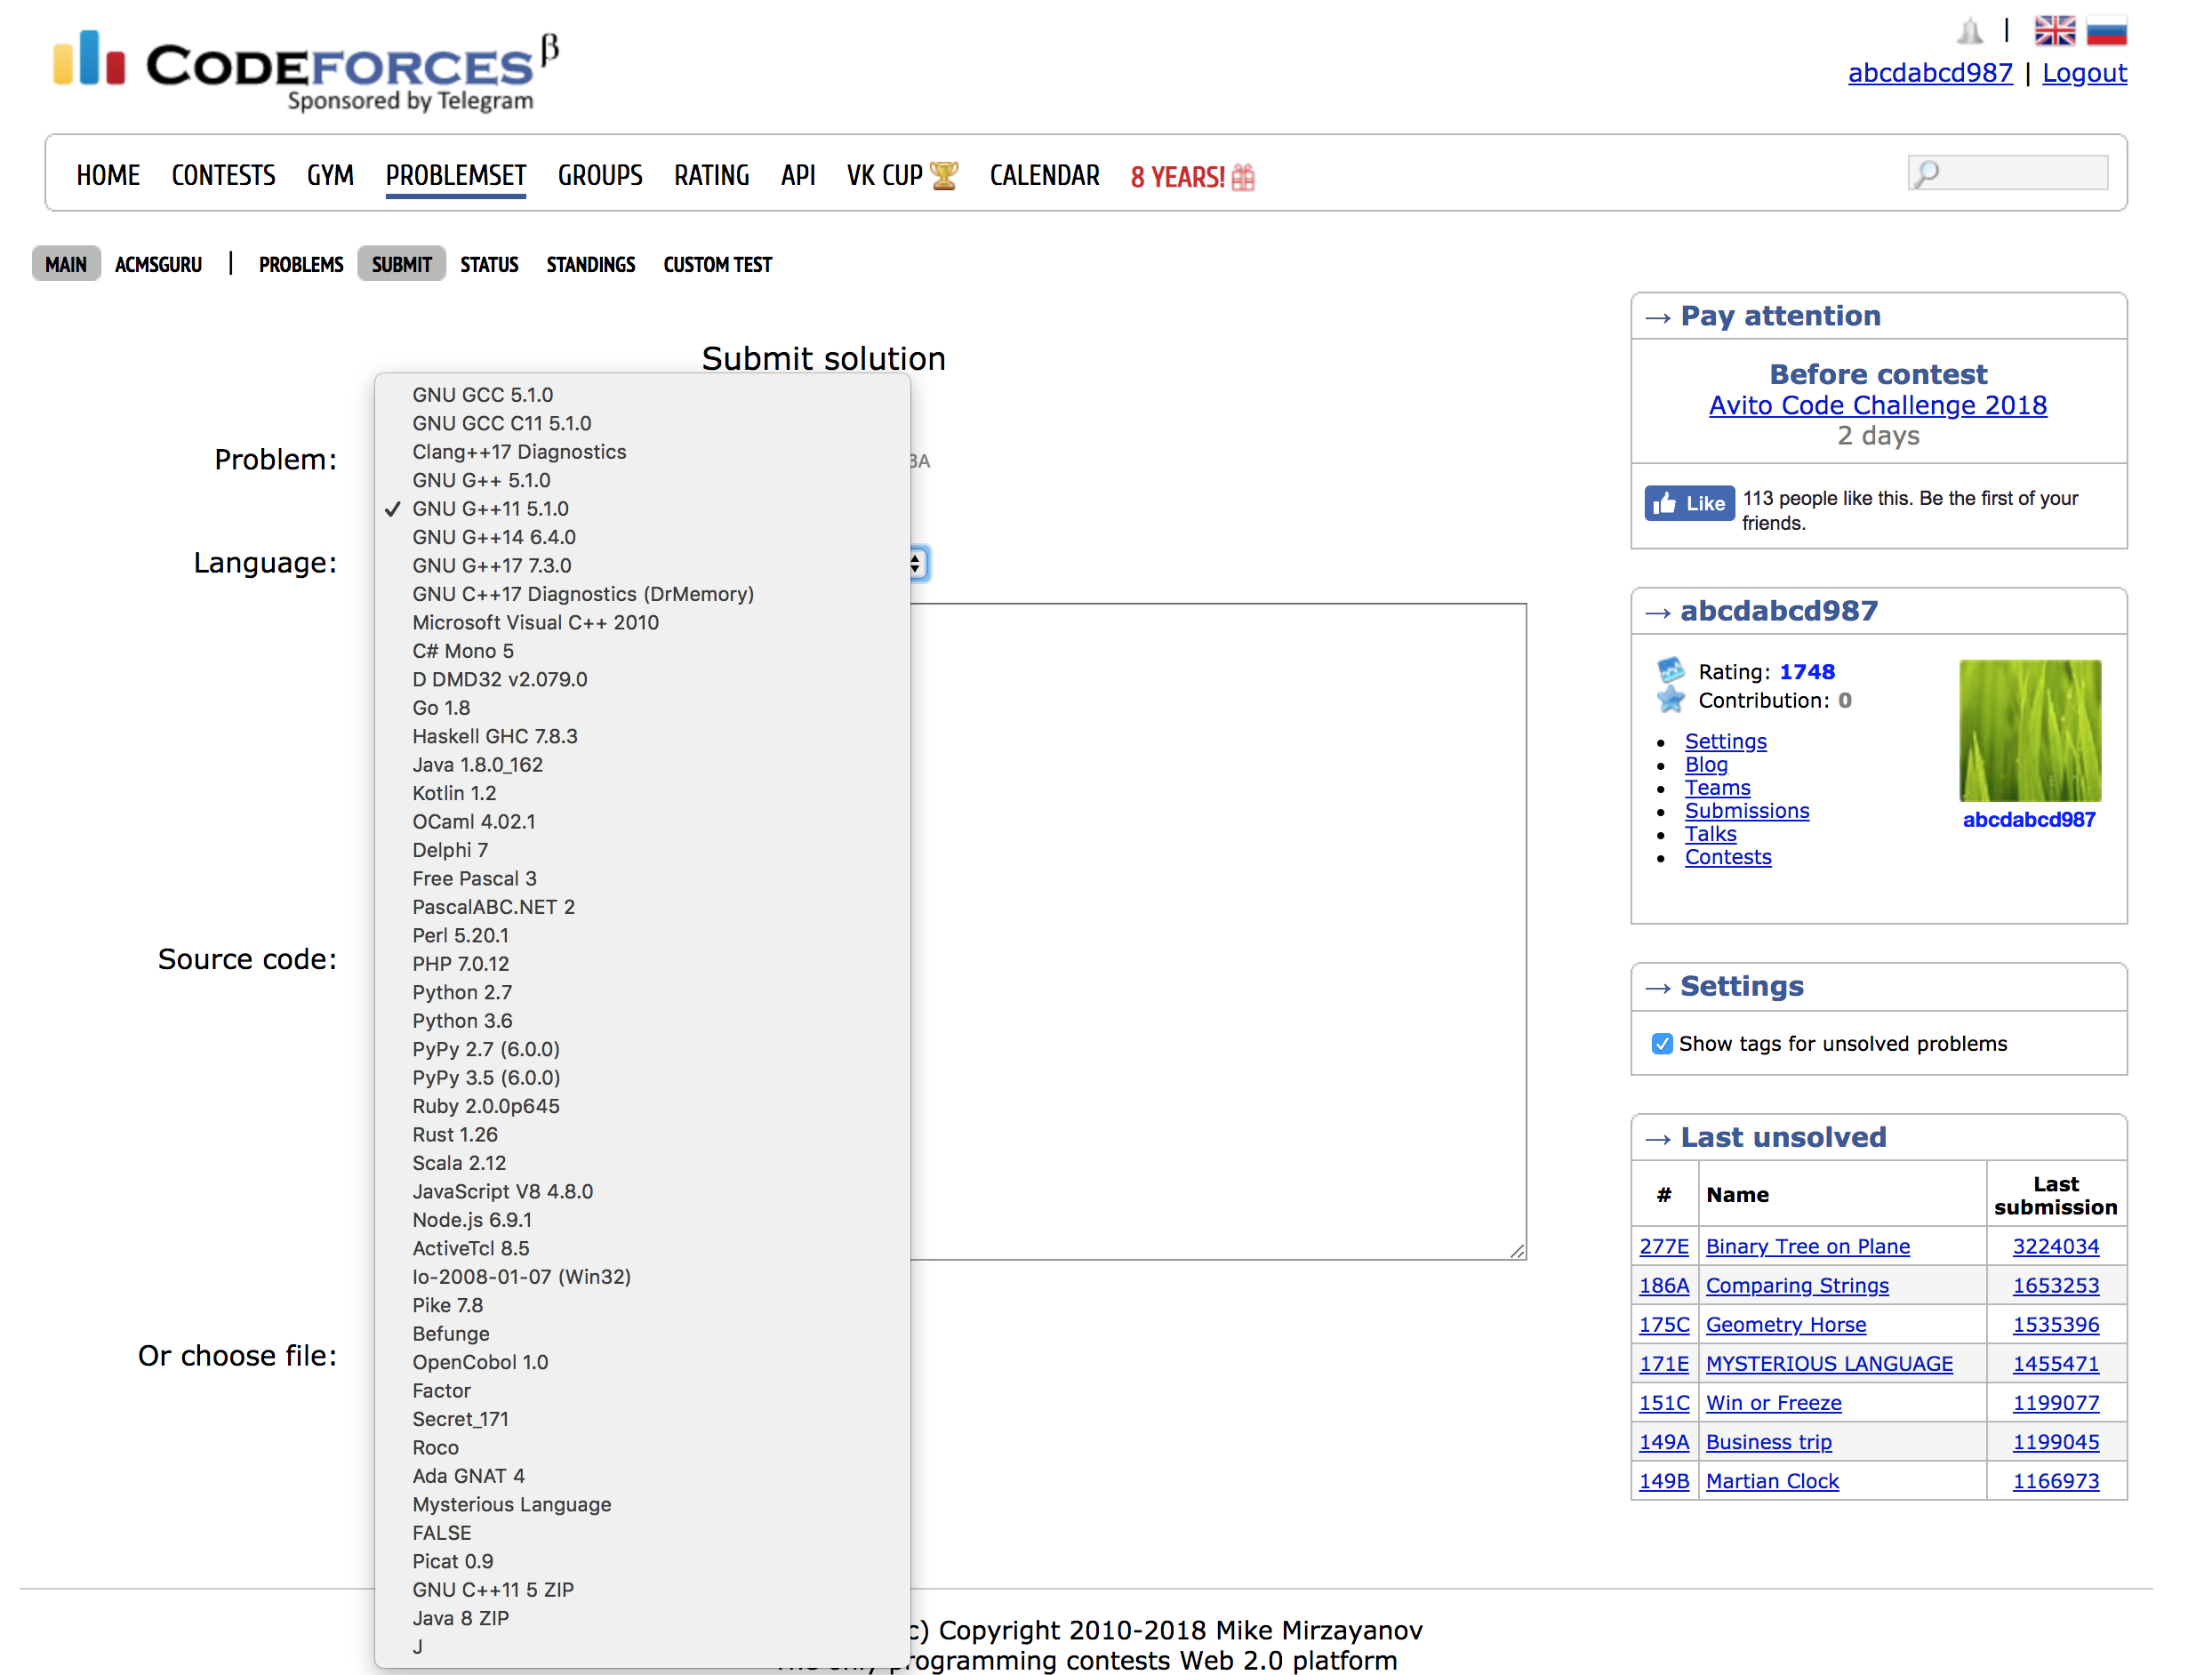 CODEFORCES β
Sponsored by Telegram
|
abcdabcd987 | Logout
HOME CONTESTS GYM PROBLEMSET GROUPS RATING API VK CUP CALENDAR 8 YEARS!
MAIN ACMSGURU | PROBLEMS SUBMIT STATUS STANDINGS CUSTOM TEST
Submit solution
Problem:
3A
Language:
Source code:
Or choose file:
GNU GCC 5.1.0
GNU GCC C11 5.1.0
Clang++17 Diagnostics
GNU G++ 5.1.0
✓ GNU G++11 5.1.0
GNU G++14 6.4.0
GNU G++17 7.3.0
GNU C++17 Diagnostics (DrMemory)
Microsoft Visual C++ 2010
C# Mono 5
D DMD32 v2.079.0
Go 1.8
Haskell GHC 7.8.3
Java 1.8.0_162
Kotlin 1.2
OCaml 4.02.1
Delphi 7
Free Pascal 3
PascalABC.NET 2
Perl 5.20.1
PHP 7.0.12
Python 2.7
Python 3.6
PyPy 2.7 (6.0.0)
PyPy 3.5 (6.0.0)
Ruby 2.0.0p645
Rust 1.26
Scala 2.12
JavaScript V8 4.8.0
Node.js 6.9.1
ActiveTcl 8.5
Io-2008-01-07 (Win32)
Pike 7.8
Befunge
OpenCobol 1.0
Factor
Secret_171
Roco
Ada GNAT 4
Mysterious Language
FALSE
Picat 0.9
GNU C++11 5 ZIP
Java 8 ZIP
J
→ Pay attention
Before contest
Avito Code Challenge 2018
2 days
Like 113 people like this. Be the first of your
friends.
→ abcdabcd987
Rating: 1748
Contribution: 0
• Settings
• Blog
• Teams
• Submissions
• Talks
• Contests
abcdabcd987
→ Settings
Show tags for unsolved problems
→ Last unsolved
# Name Last submission
277E Binary Tree on Plane 3224034
186A Comparing Strings 1653253
175C Geometry Horse 1535396
171E MYSTERIOUS LANGUAGE 1455471
151C Win or Freeze 1199077
149A Business trip 1199045
149B Martian Clock 1166973
c) Copyright 2010-2018 Mike Mirzayanov
programming contests Web 2.0 platform